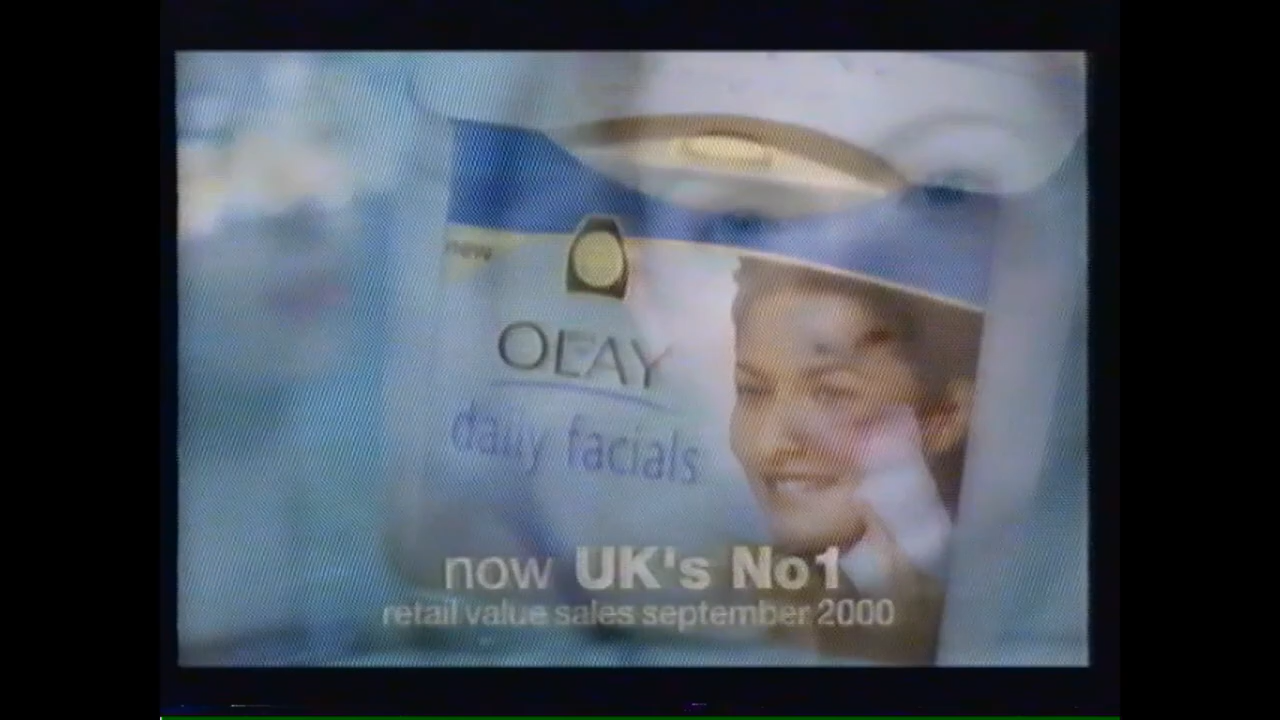 new
OLAY
daily facials
now UK's No1
retail value sales september 2000